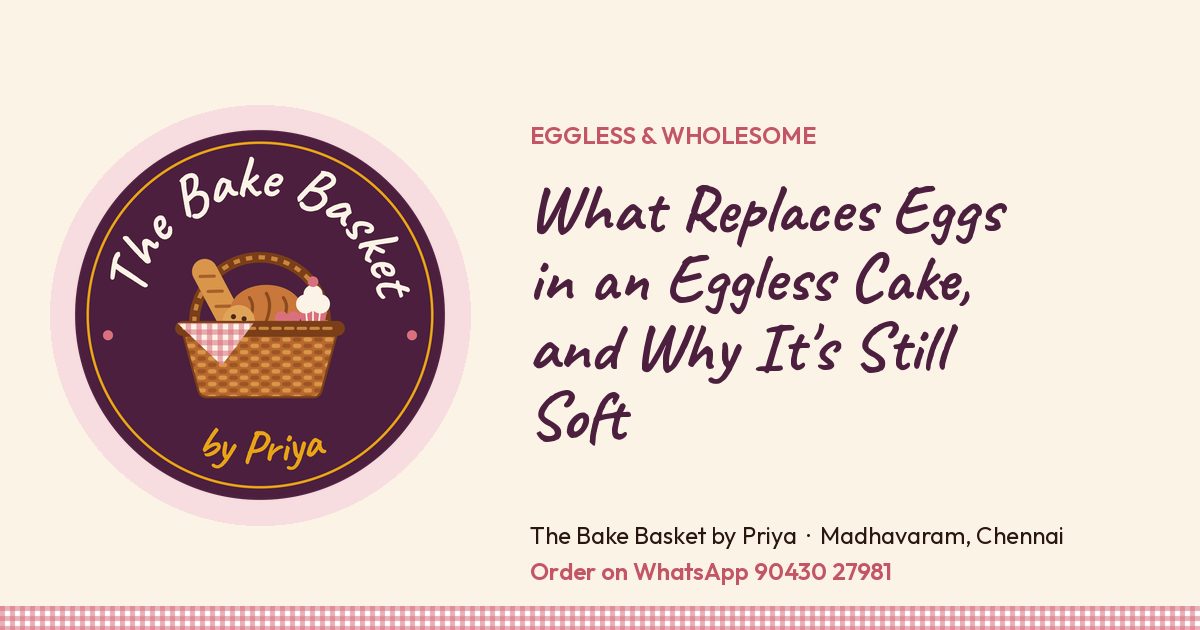 The Bake Basket
by Priya
EGGLESS & WHOLESOME
What Replaces Eggs
in an Eggless Cake,
and Why It's Still
Soft
The Bake Basket by Priya · Madhavaram, Chennai
Order on WhatsApp 90430 27981